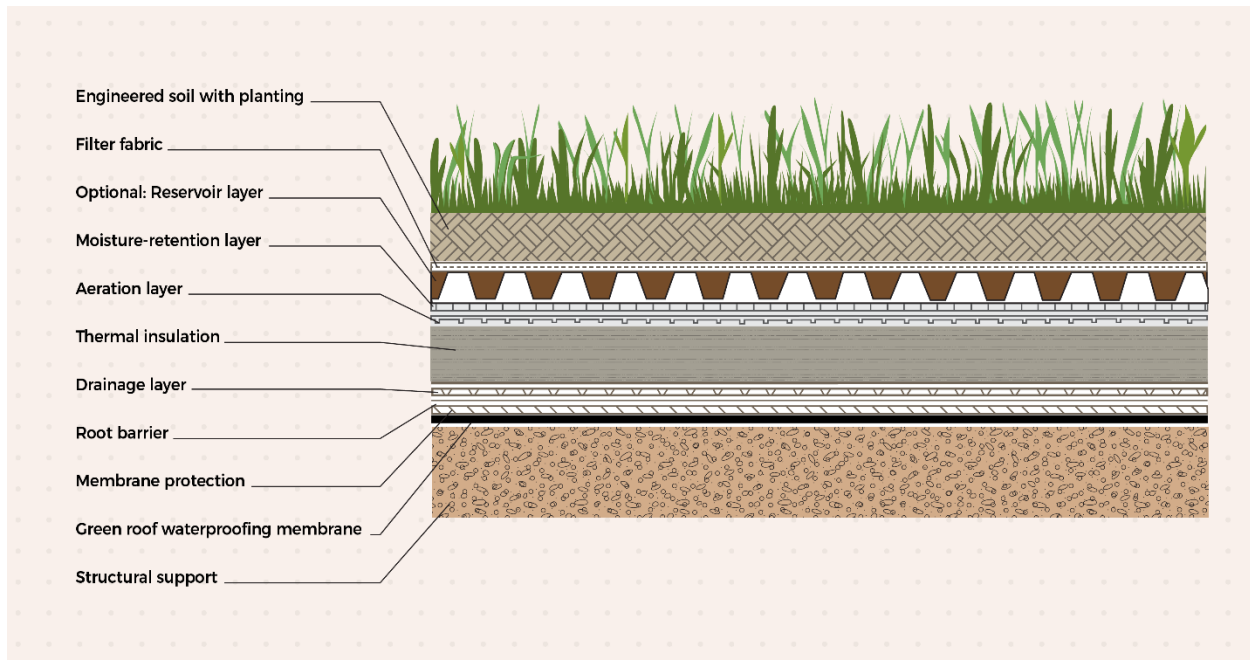 Engineered soil with planting
Filter fabric
Optional: Reservoir layer
Moisture-retention layer
Aeration layer
Thermal insulation
Drainage layer
Root barrier
Membrane protection
Green roof waterproofing membrane
Structural support